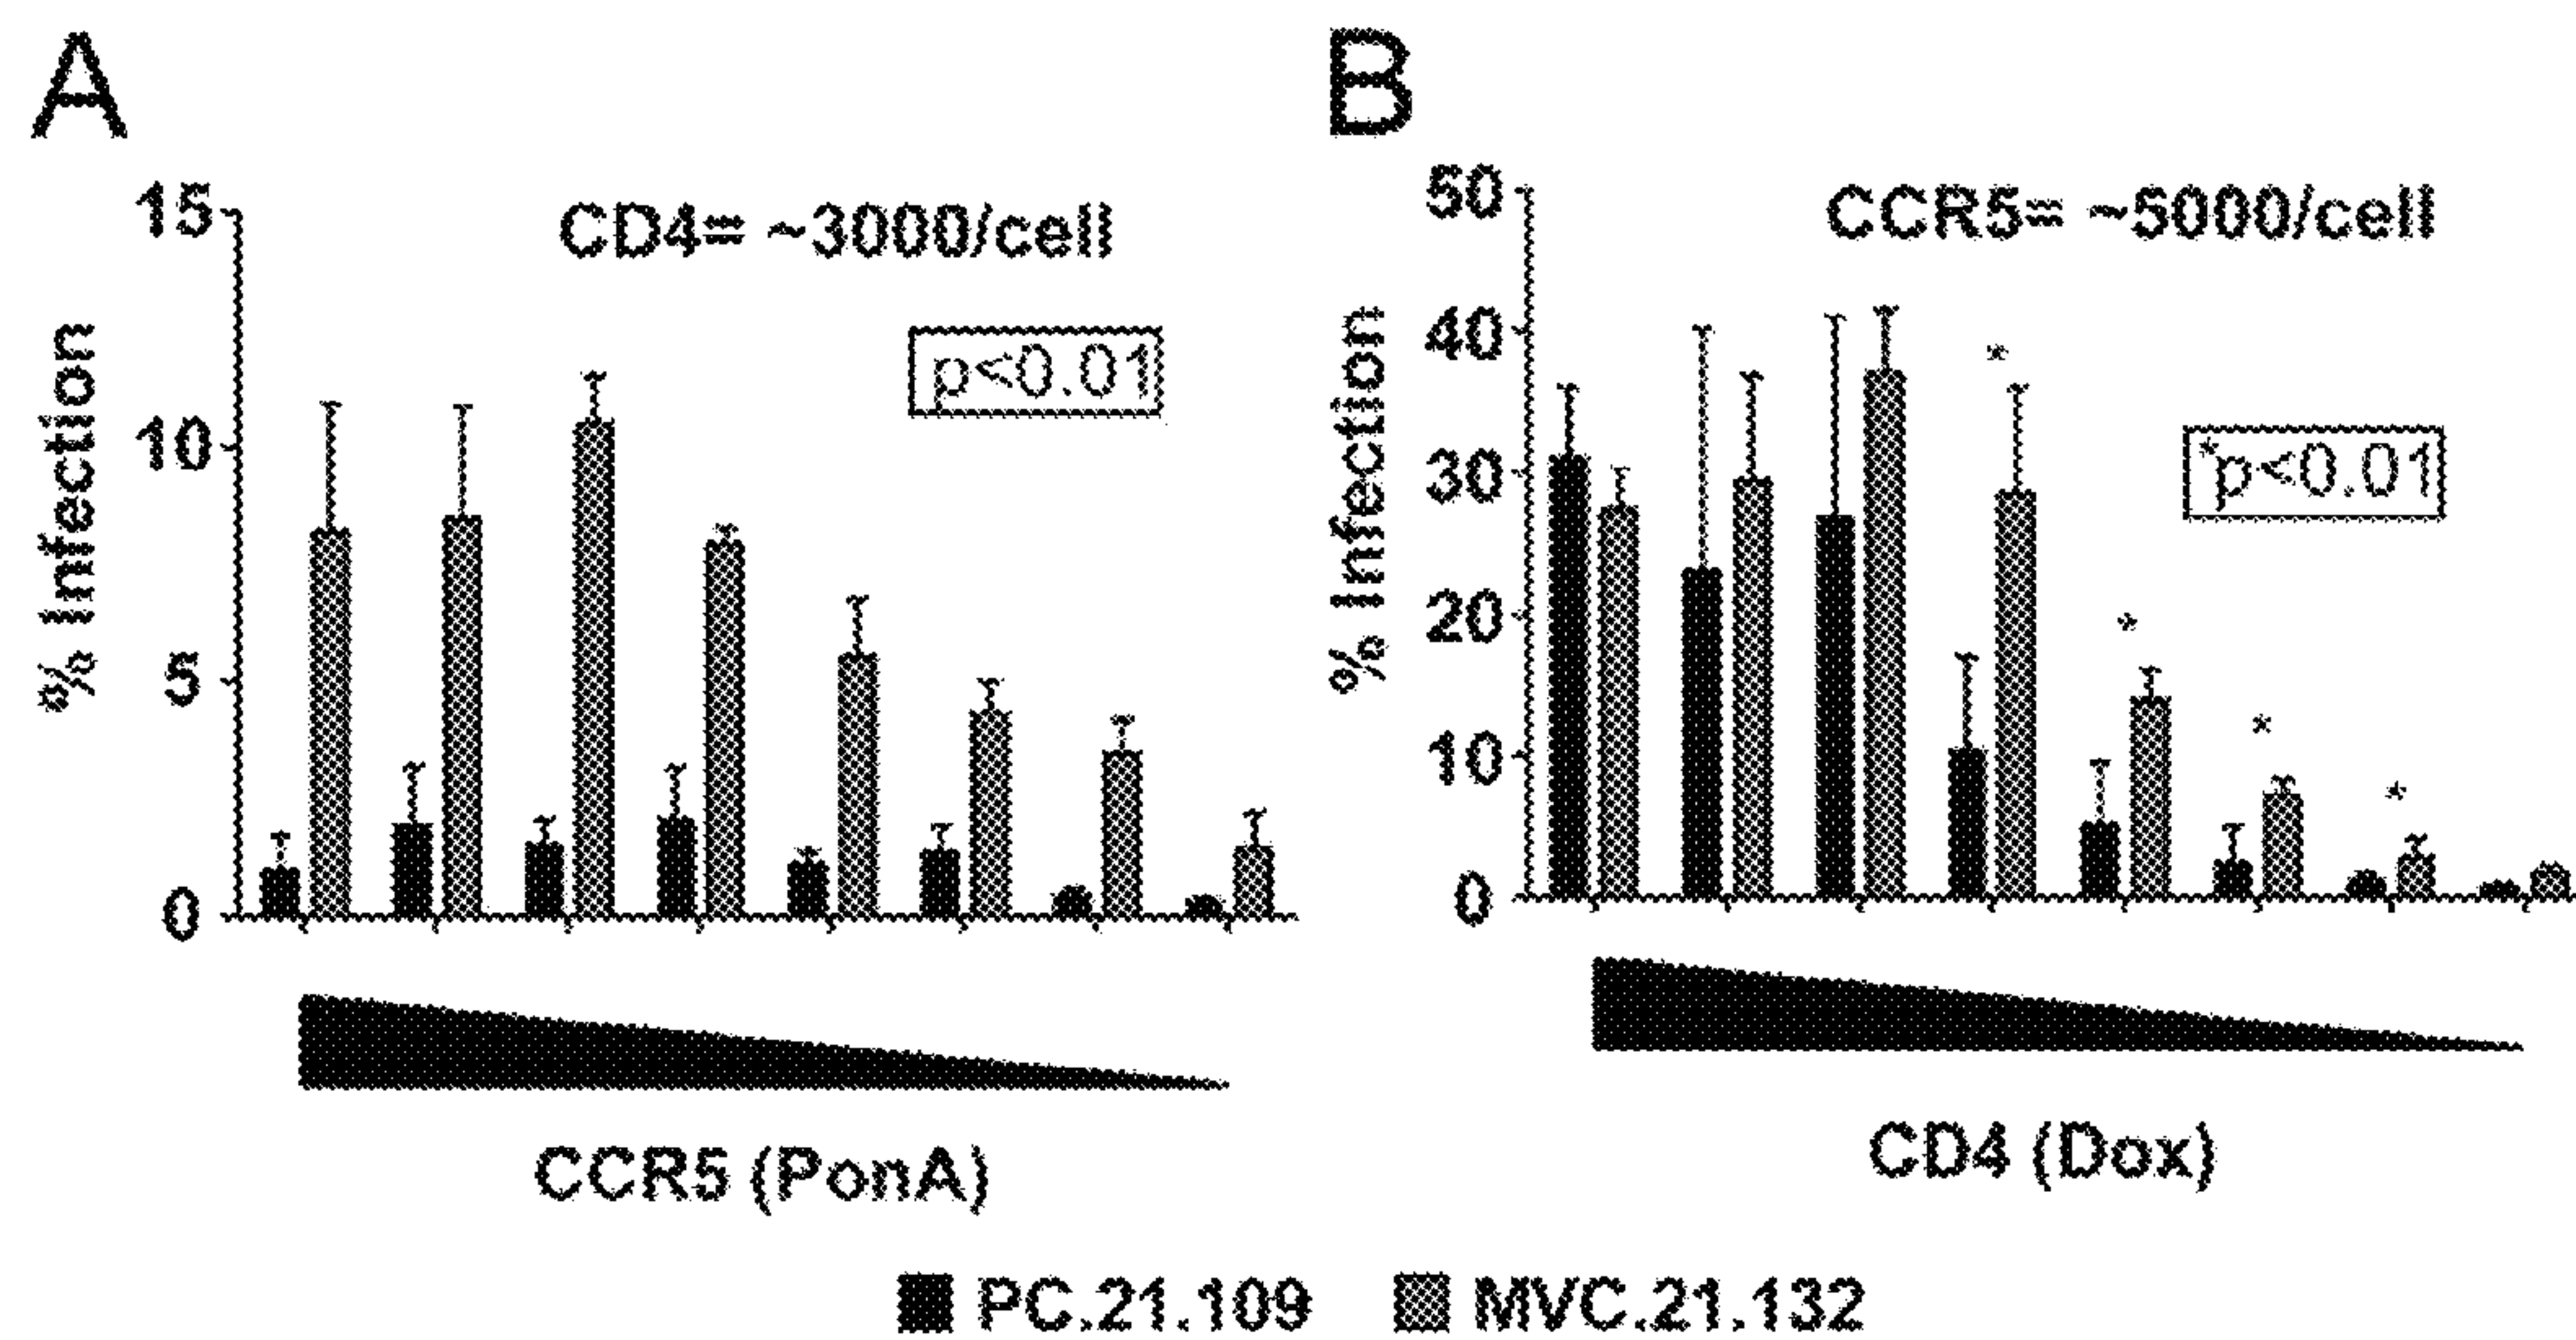 A
15
10
5
0
% Infection
CD4= ~3000/cell
p<0.01
CCR5 (PonA)
B
50
40
30
20
10
0
% Infection
CCR5= ~5000/cell
*p<0.01
*
*
*
*
CD4 (Dox)
PC.21.109 MVC.21.132